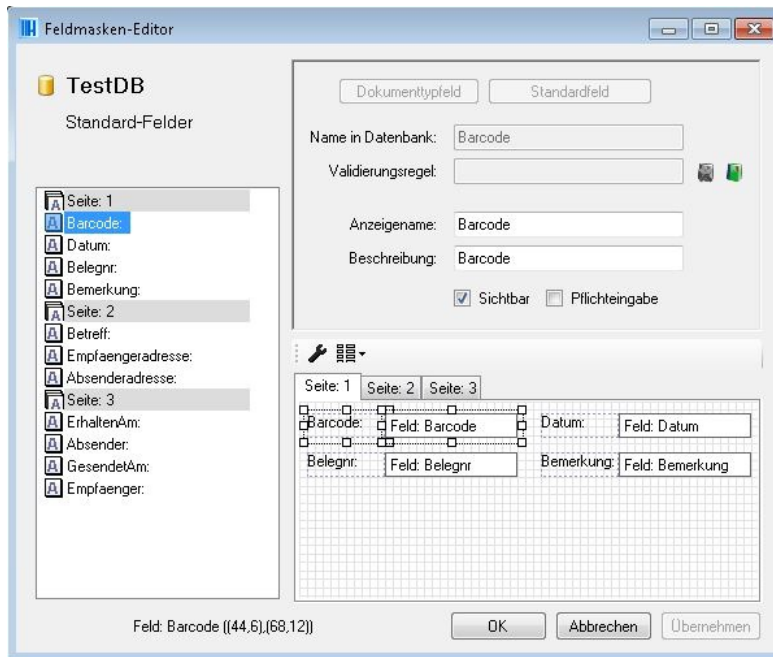 Feldmasken-Editor
TestDB
Standard-Felder
Seite: 1
Barcode:
Datum:
Belegnr:
Bemerkung:
Seite: 2
Betreff:
Empfaengeradresse:
Absenderadresse:
Seite: 3
ErhaltenAm:
Absender:
GesendetAm:
Empfaenger:
Dokumenttypfeld Standardfeld
Name in Datenbank: Barcode
Validierungsregel:
Anzeigename: Barcode
Beschreibung: Barcode
Sichtbar Pflichteingabe
Seite: 1 Seite: 2 Seite: 3
Barcode: Feld: Barcode Datum: Feld: Datum
Belegnr: Feld: Belegnr Bemerkung: Feld: Bemerkung
Feld: Barcode ((44,6),(68,12))
OK Abbrechen Übernehmen